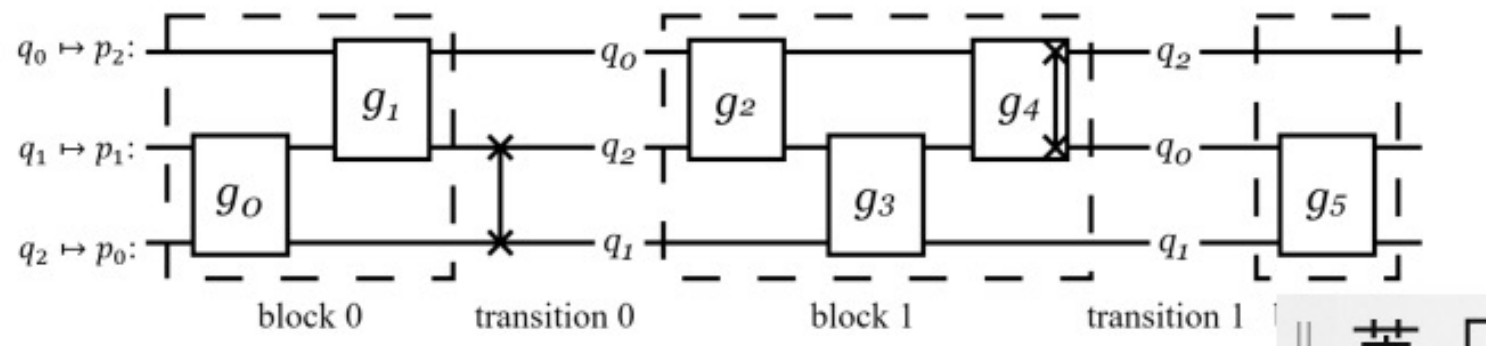 q₀ ↦ p₂: g₁ q₀ g₂ g₄ q₂
q₁ ↦ p₁: q₂ q₀
g₀ g₃ g₅
q₂ ↦ p₀: q₁ q₁
block 0 transition 0 block 1 transition 1